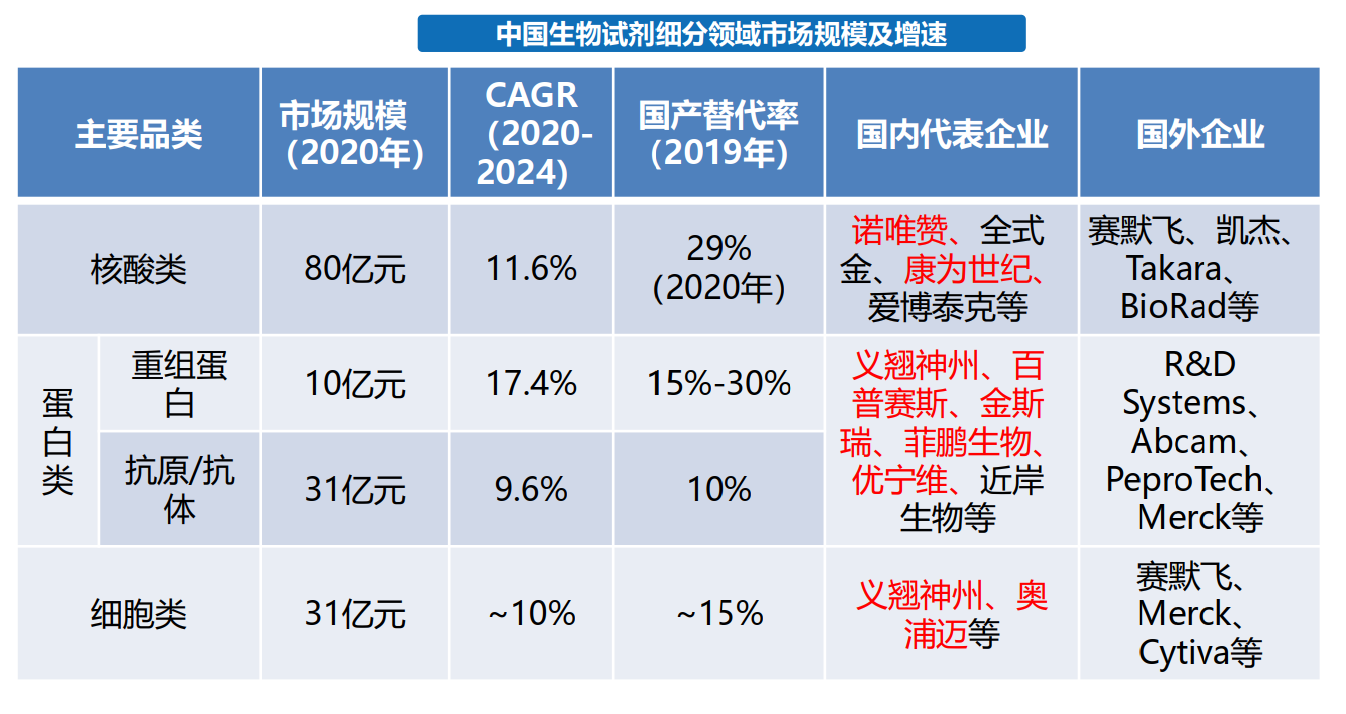 中国生物试剂细分领域市场规模及增速
主要品类
市场规模
（2020年）
CAGR
（2020-
2024）
国产替代率
（2019年）
国内代表企业
国外企业
核酸类
80亿元
11.6%
29%
（2020年）
诺唯赞、全式
金、康为世纪、
爱博泰克等
赛默飞、凯杰、
Takara、
BioRad等
蛋
白
类
重组蛋
白
10亿元
17.4%
15%-30%
抗原/抗
体
31亿元
9.6%
10%
义翘神州、百
普赛斯、金斯
瑞、菲鹏生物、
优宁维、近岸
生物等
R&D
Systems、
Abcam、
PeproTech、
Merck等
细胞类
31亿元
~10%
~15%
义翘神州、奥
浦迈等
赛默飞、
Merck、
Cytiva等